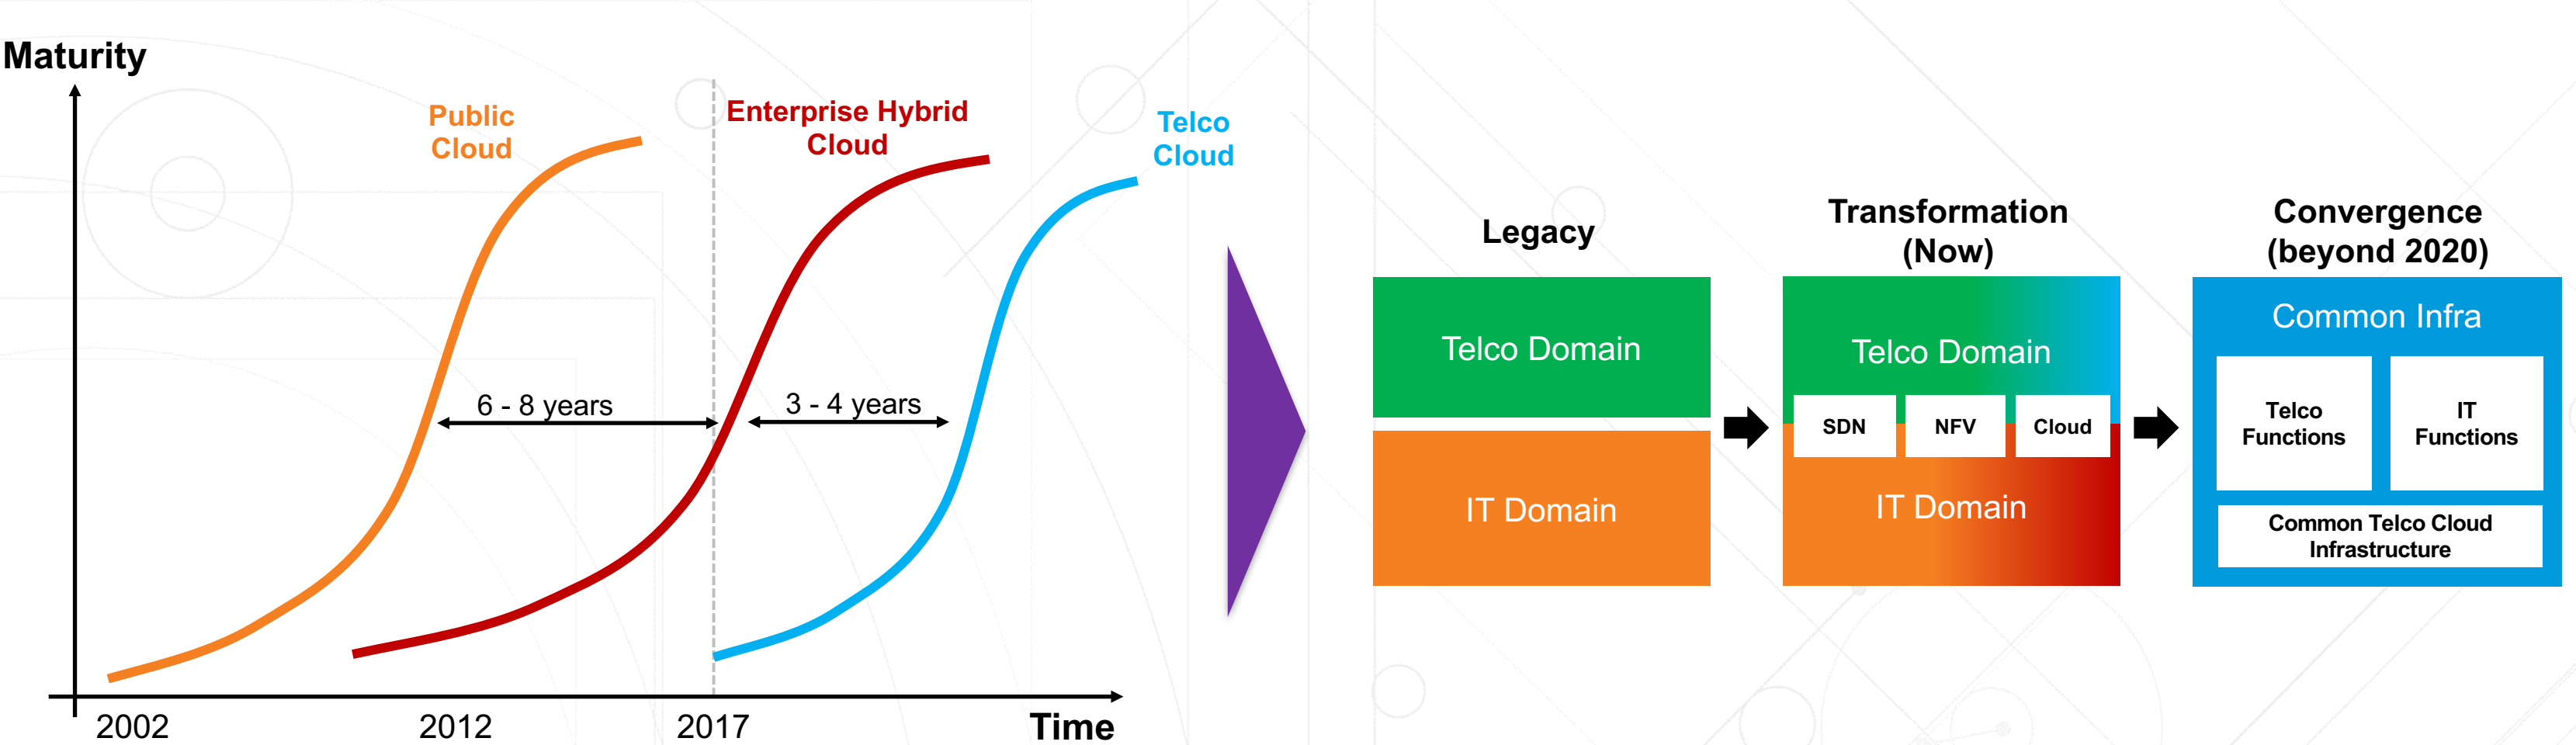 Maturity
Public
Cloud
Enterprise Hybrid
Cloud
Telco
Cloud
6 - 8 years
3 - 4 years
2002
2012
2017
Time
Legacy
Telco Domain
IT Domain
Transformation
(Now)
Telco Domain
SDN
NFV
Cloud
IT Domain
Convergence
(beyond 2020)
Common Infra
Telco
Functions
IT
Functions
Common Telco Cloud
Infrastructure